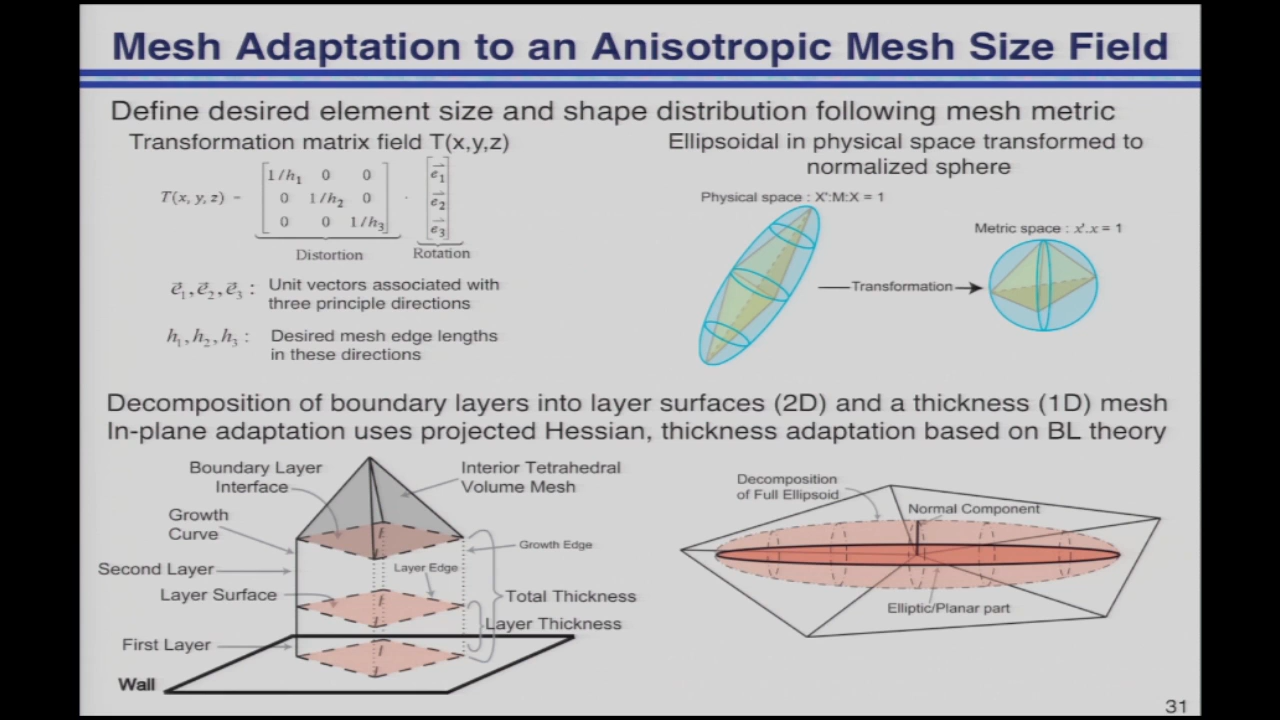 Mesh Adaptation to an Anisotropic Mesh Size Field
Define desired element size and shape distribution following mesh metric
Transformation matrix field T(x,y,z)
T(x, y, z) −
1/h₁ 0 0
0 1/h₂ 0
0 0 1/h₃
·
e⃗₁
e⃗₂
e⃗₃
Distortion
Rotation
e⃗₁,e⃗₂,e⃗₃ : Unit vectors associated with
three principle directions
h₁,h₂,h₃ : Desired mesh edge lengths
in these directions
Ellipsoidal in physical space transformed to
normalized sphere
Physical space : X':M:X = 1
Metric space : x'.x = 1
Transformation
Decomposition of boundary layers into layer surfaces (2D) and a thickness (1D) mesh
In-plane adaptation uses projected Hessian, thickness adaptation based on BL theory
Boundary Layer
Interface
Interior Tetrahedral
Volume Mesh
Growth
Curve
Growth Edge
Second Layer
Layer Edge
Layer Surface
Total Thickness
Layer Thickness
First Layer
Wall
Decomposition
of Full Ellipsoid
Normal Component
Elliptic/Planar part
31